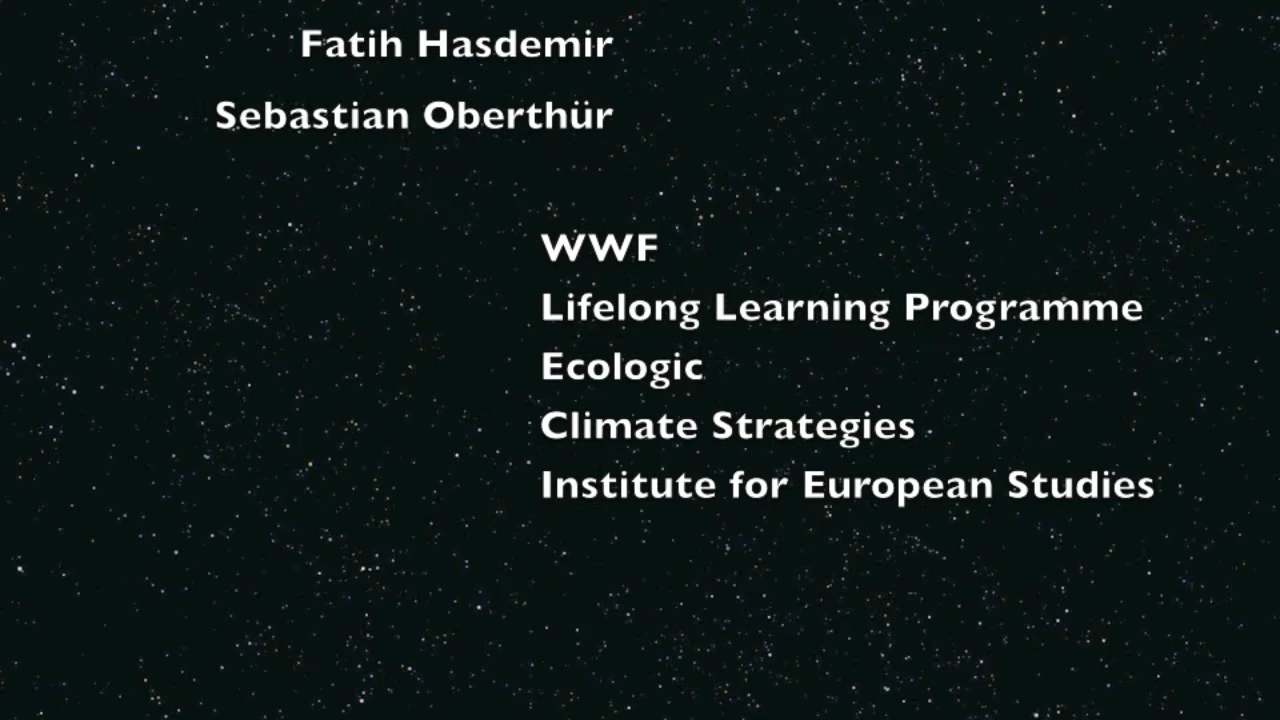 Fatih Hasdemir
Sebastian Oberthür
WWF
Lifelong Learning Programme
Ecologic
Climate Strategies
Institute for European Studies